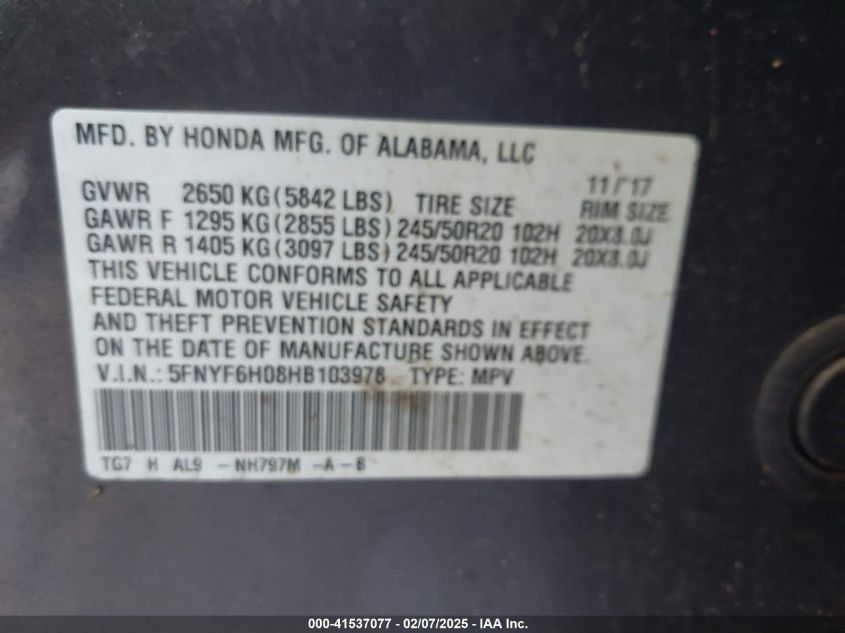 MFD. BY HONDA MFG. OF ALABAMA, LLC
11/17
GVWR 2650 KG (5842 LBS) TIRE SIZE RIM SIZE
GAWR F 1295 KG (2855 LBS) 245/50R20 102H 20X8.0J
GAWR R 1405 KG (3097 LBS) 245/50R20 102H 20X8.0J
THIS VEHICLE CONFORMS TO ALL APPLICABLE
FEDERAL MOTOR VEHICLE SAFETY
AND THEFT PREVENTION STANDARDS IN EFFECT
ON THE DATE OF MANUFACTURE SHOWN ABOVE.
V.I.N.: 5FNYF6H08HB103978 TYPE: MPV
TG7 H AL9 - NH797M - A - B
000-41537077 - 02/07/2025 - IAA Inc.